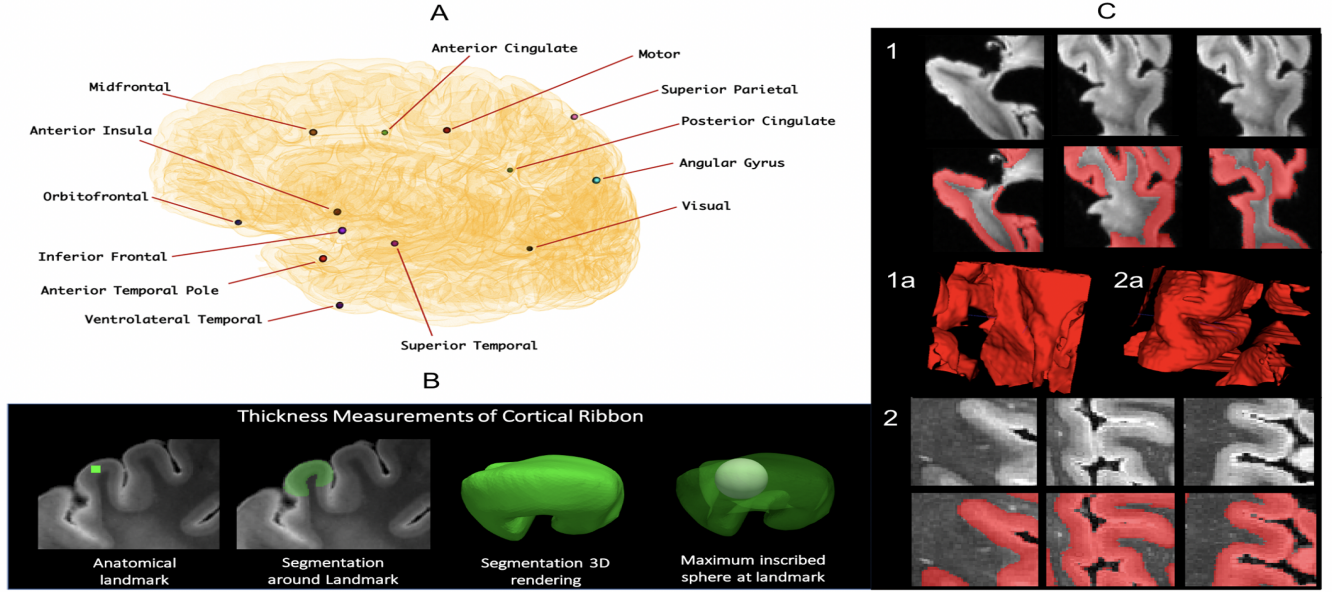 A
Anterior Cingulate
Motor
Midfrontal
Superior Parietal
Anterior Insula
Posterior Cingulate
Angular Gyrus
Orbitofrontal
Visual
Inferior Frontal
Anterior Temporal Pole
Ventrolateral Temporal
Superior Temporal
B
Thickness Measurements of Cortical Ribbon
Anatomical
landmark
Segmentation
around Landmark
Segmentation 3D
rendering
Maximum inscribed
sphere at landmark
C
1
1a
2a
2